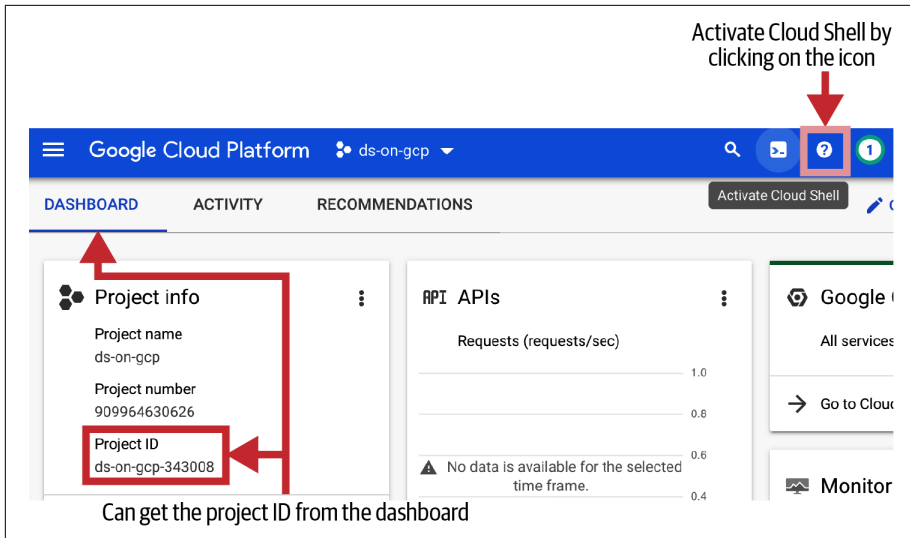 Activate Cloud Shell by
clicking on the icon
Google Cloud Platform
ds-on-gcp
?
1
DASHBOARD
ACTIVITY
RECOMMENDATIONS
Activate Cloud Shell
Project info
Project name
ds-on-gcp
Project number
909964630626
Project ID
ds-on-gcp-343008
API APIs
Requests (requests/sec)
1.0
0.8
0.6
0.4
No data is available for the selected
time frame.
Google
All services
Go to Cloud
Monitor
Can get the project ID from the dashboard